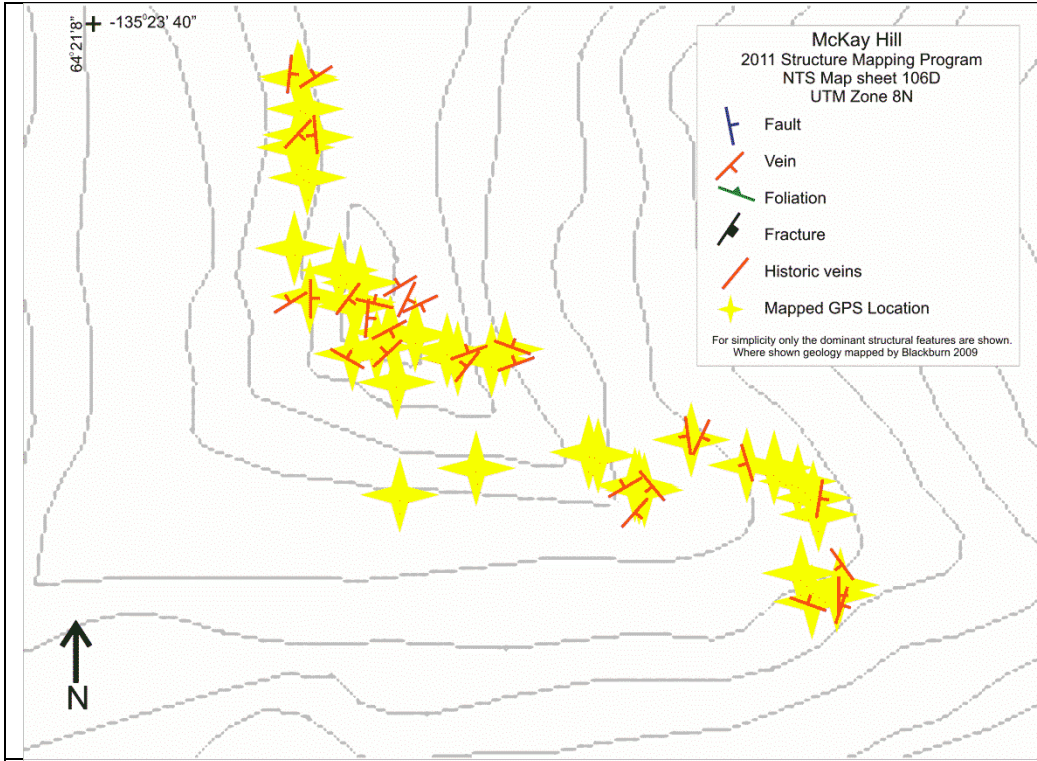 64°21'8"
-135°23' 40"
McKay Hill
2011 Structure Mapping Program
NTS Map sheet 106D
UTM Zone 8N
Fault
Vein
Foliation
Fracture
Historic veins
Mapped GPS Location
For simplicity only the dominant structural features are shown.
Where shown geology mapped by Blackburn 2009
N